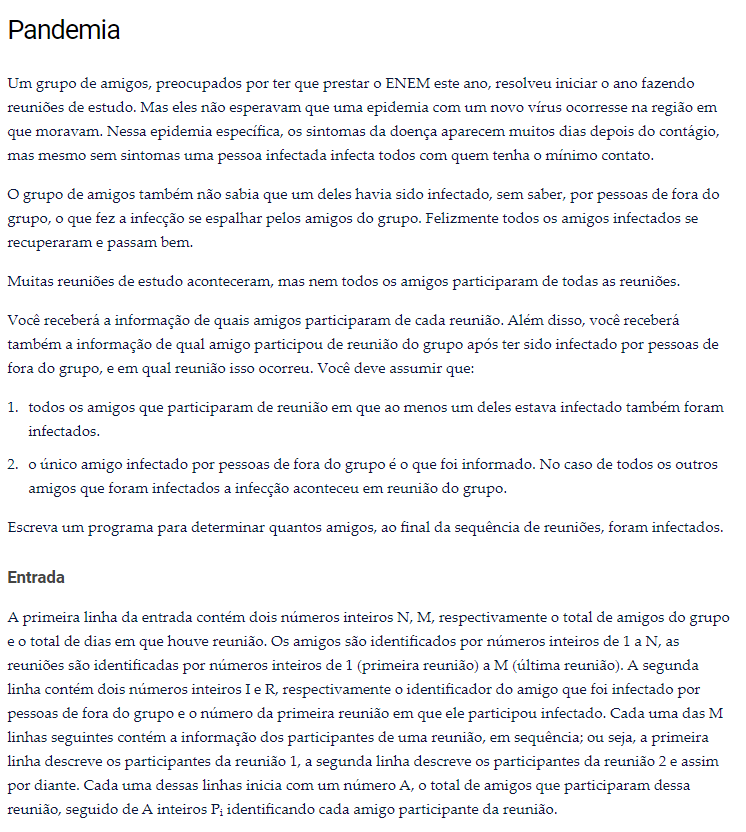 Pandemia
Um grupo de amigos, preocupados por ter que prestar o ENEM este ano, resolveu iniciar o ano fazendo
reuniões de estudo. Mas eles não esperavam que uma epidemia com um novo vírus ocorresse na região em
que moravam. Nessa epidemia específica, os sintomas da doença aparecem muitos dias depois do contágio,
mas mesmo sem sintomas uma pessoa infectada infecta todos com quem tenha o mínimo contato.
O grupo de amigos também não sabia que um deles havia sido infectado, sem saber, por pessoas de fora do
grupo, o que fez a infecção se espalhar pelos amigos do grupo. Felizmente todos os amigos infectados se
recuperaram e passam bem.
Muitas reuniões de estudo aconteceram, mas nem todos os amigos participaram de todas as reuniões.
Você receberá a informação de quais amigos participaram de cada reunião. Além disso, você receberá
também a informação de qual amigo participou de reunião do grupo após ter sido infectado por pessoas de
fora do grupo, e em qual reunião isso ocorreu. Você deve assumir que:
1. todos os amigos que participaram de reunião em que ao menos um deles estava infectado também foram
infectados.
2. o único amigo infectado por pessoas de fora do grupo é o que foi informado. No caso de todos os outros
amigos que foram infectados a infecção aconteceu em reunião do grupo.
Escreva um programa para determinar quantos amigos, ao final da sequência de reuniões, foram infectados.
Entrada
A primeira linha da entrada contém dois números inteiros N, M, respectivamente o total de amigos do grupo
e o total de dias em que houve reunião. Os amigos são identificados por números inteiros de 1 a N, as
reuniões são identificadas por números inteiros de 1 (primeira reunião) a M (última reunião). A segunda
linha contém dois números inteiros I e R, respectivamente o identificador do amigo que foi infectado por
pessoas de fora do grupo e o número da primeira reunião em que ele participou infectado. Cada uma das M
linhas seguintes contém a informação dos participantes de uma reunião, em sequência; ou seja, a primeira
linha descreve os participantes da reunião 1, a segunda linha descreve os participantes da reunião 2 e assim
por diante. Cada uma dessas linhas inicia com um número A, o total de amigos que participaram dessa
reunião, seguido de A inteiros Pᵢ identificando cada amigo participante da reunião.